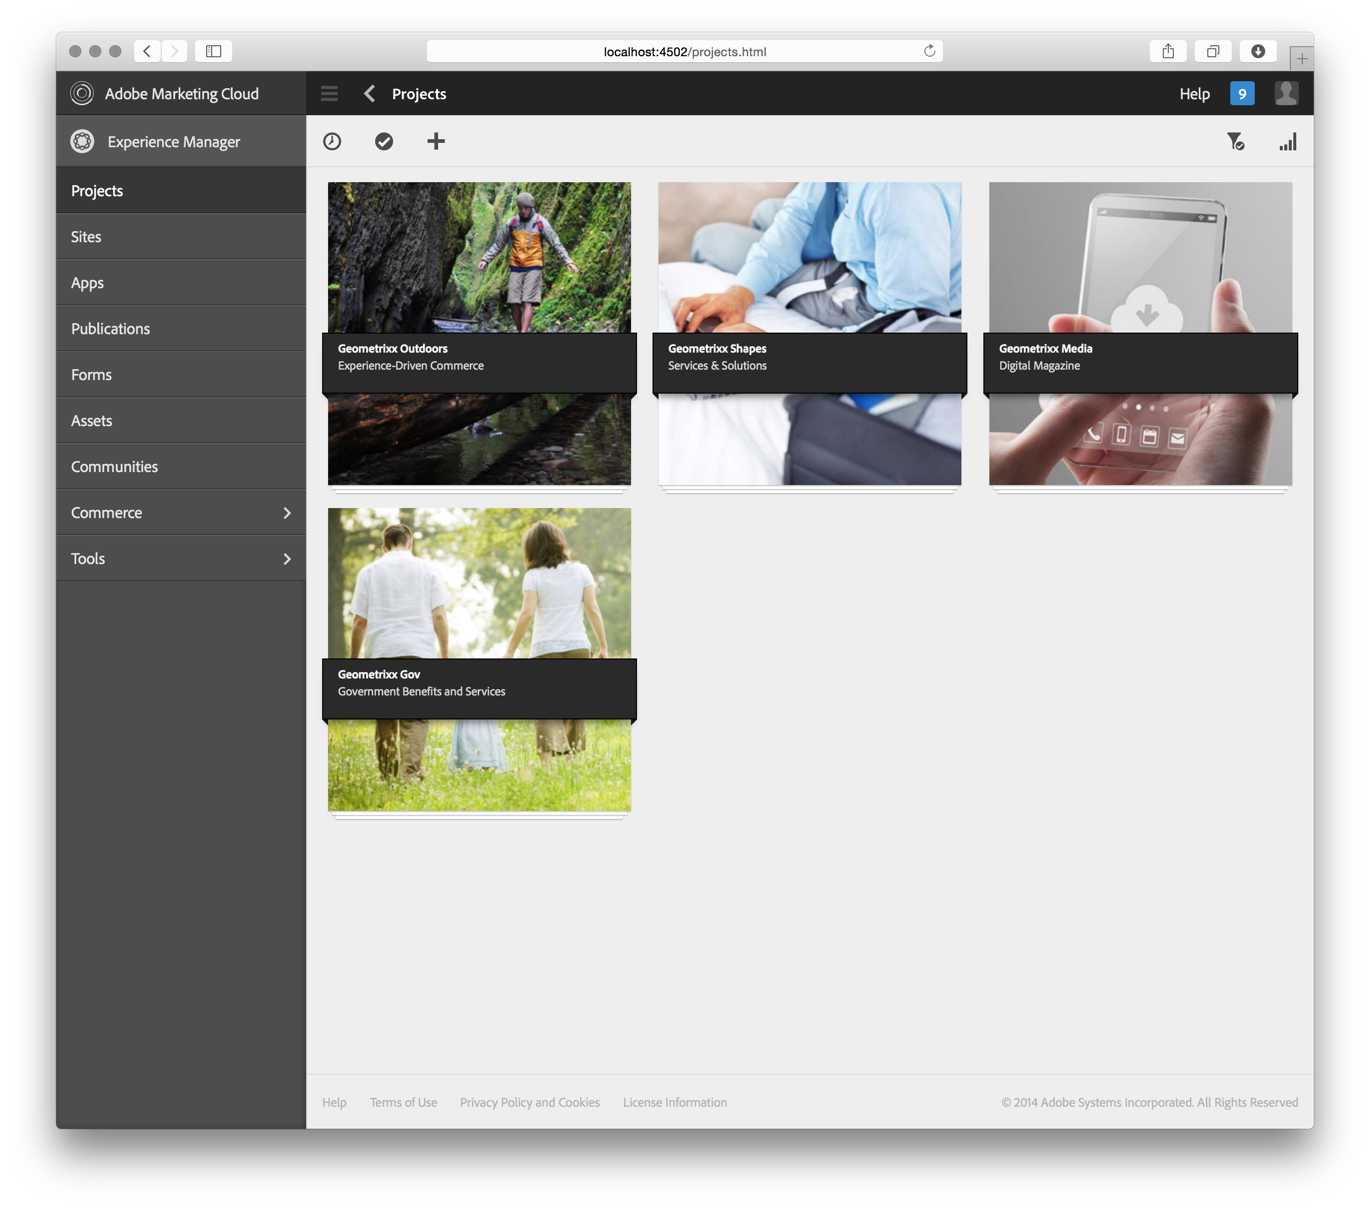 localhost:4502/projects.html
Adobe Marketing Cloud
Projects
Help
9
Experience Manager
Projects
Sites
Apps
Publications
Forms
Assets
Communities
Commerce
Tools
Geometrixx Outdoors
Experience-Driven Commerce
Geometrixx Shapes
Services & Solutions
Geometrixx Media
Digital Magazine
Geometrixx Gov
Government Benefits and Services
Help
Terms of Use
Privacy Policy and Cookies
License Information
© 2014 Adobe Systems Incorporated. All Rights Reserved